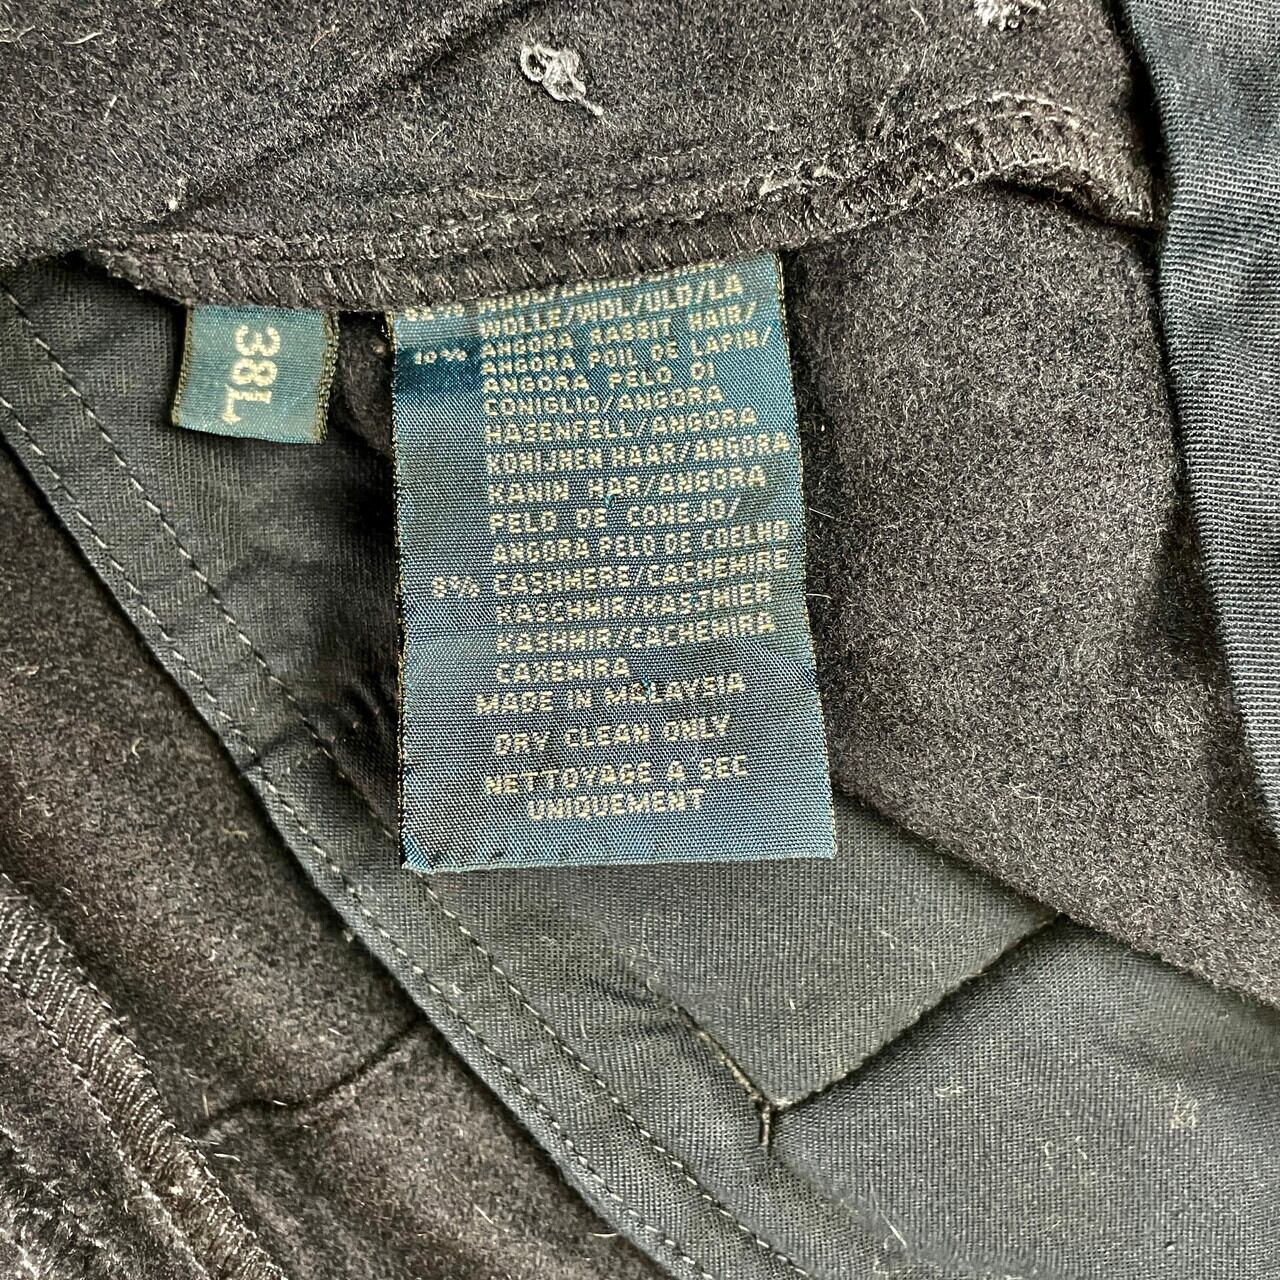 38L
WOLLE/WOL/ULD/LA
10% ANGORA RABBIT HAIR/
ANGORA POIL DE LAPIN/
ANGORA PELO DI
CONIGLIO/ANGORA
HASENFELL/ANGORA
KONIJNEN HAAR/ANGORA
KANIN HAR/ANGORA
PELO DE CONEJO/
ANGORA PELO DE COELHO
CASHMERE/CACHEMIRE
KASCHMIR/KASJMIER
KASHMIR/CACHEMIRA
CAXEMIRA
MADE IN MALAYSIA
DRY CLEAN ONLY
NETTOYAGE A SEC
UNIQUEMENT